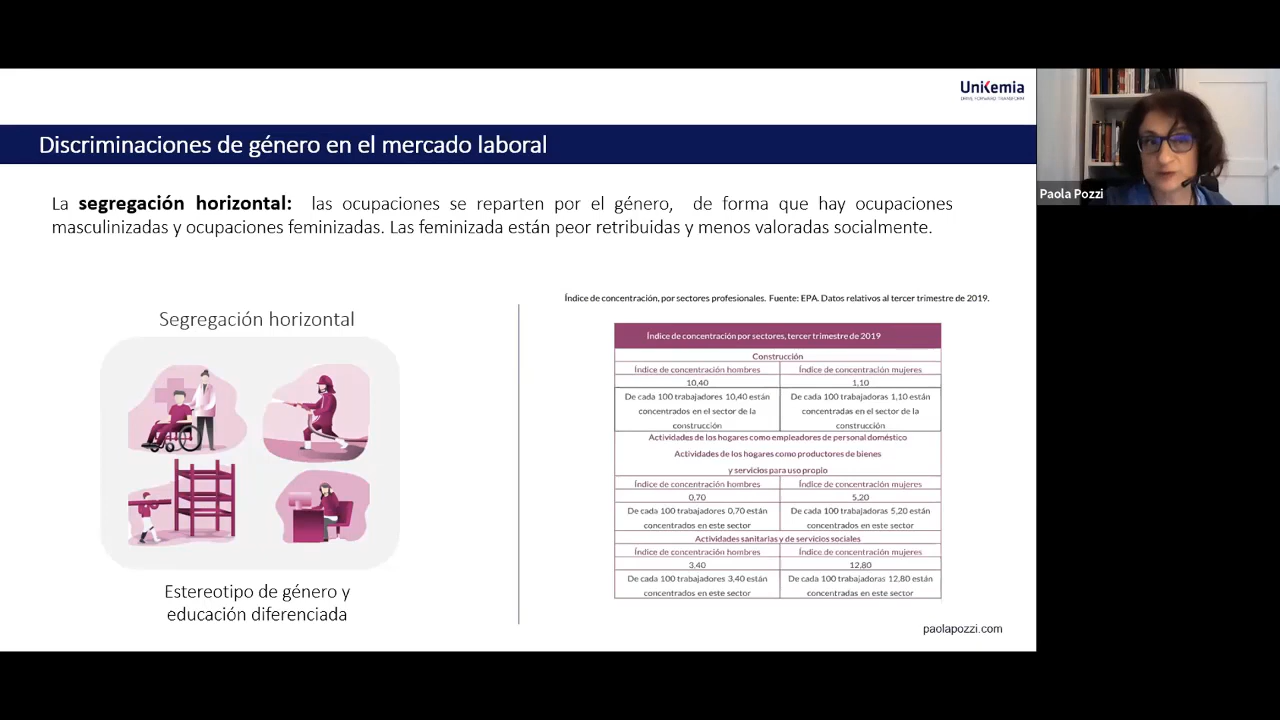 UniKemia
Discriminaciones de género en el mercado laboral
Paola Pozzi
La segregación horizontal: las ocupaciones se reparten por el género, de forma que hay ocupaciones
masculinizadas y ocupaciones feminizadas. Las feminizada están peor retribuidas y menos valoradas socialmente.
Segregación horizontal
Estereotipo de género y
educación diferenciada
Índice de concentración, por sectores profesionales. Fuente: EPA. Datos relativos al tercer trimestre de 2019.
Índice de concentración por sectores, tercer trimestre de 2019
Construcción
Índice de concentración hombres Índice de concentración mujeres
10,40 1,10
De cada 100 trabajadores 10,40 están De cada 100 trabajadoras 1,10 están
concentrados en el sector de la concentradas en el sector de la
construcción construcción
Actividades de los hogares como empleadores de personal doméstico
Actividades de los hogares como productores de bienes
y servicios para uso propio
Índice de concentración hombres Índice de concentración mujeres
0,70 5,20
De cada 100 trabajadores 0,70 están De cada 100 trabajadoras 5,20 están
concentrados en este sector concentrados en este sector
Actividades sanitarias y de servicios sociales
Índice de concentración hombres Índice de concentración mujeres
3,40 12,80
De cada 100 trabajadores 3,40 están De cada 100 trabajadoras 12,80 están
concentrados en este sector concentradas en este sector
paolapozzi.com